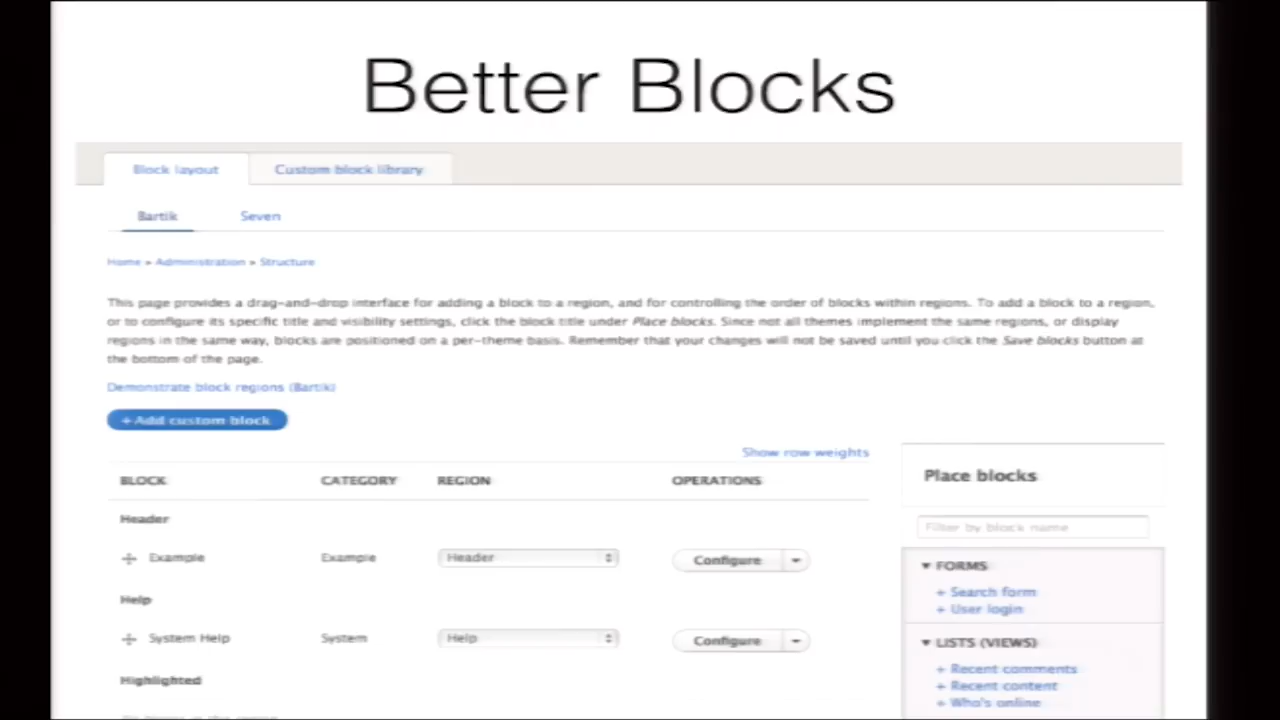 Better Blocks
Block layout Custom block library
Bartik Seven
Home » Administration » Structure
This page provides a drag-and-drop interface for adding a block to a region, and for controlling the order of blocks within regions. To add a block to a region,
or to configure its specific title and visibility settings, click the block title under Place blocks. Since not all themes implement the same regions, or display
regions in the same way, blocks are positioned on a per-theme basis. Remember that your changes will not be saved until you click the Save blocks button at
the bottom of the page.
Demonstrate block regions (Bartik)
+ Add custom block
Show row weights
BLOCK CATEGORY REGION OPERATIONS
Header
Example Example Header Configure
Help
System Help System Help Configure
Highlighted
Place blocks
Filter by block name
FORMS
+ Search form
+ User login
LISTS (VIEWS)
+ Recent comments
+ Recent content
+ Who's online